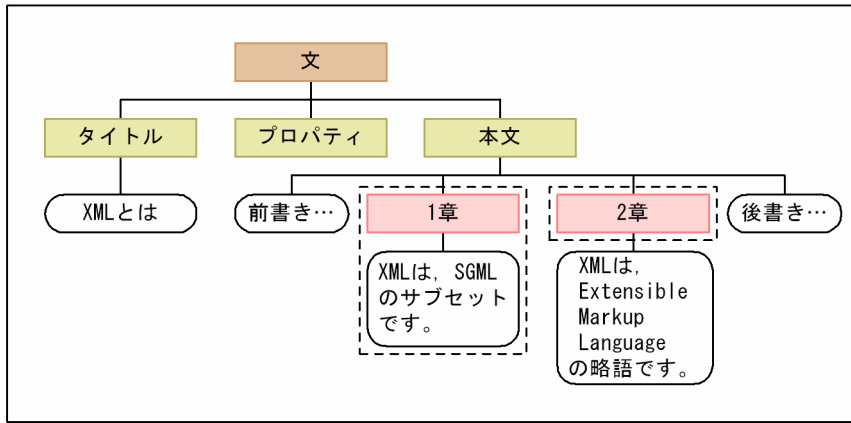 文
タイトル
プロパティ
本文
XMLとは
前書き…
1章
2章
後書き…
XMLは, SGML
のサブセット
です。
XMLは,
Extensible
Markup
Language
の略語です。